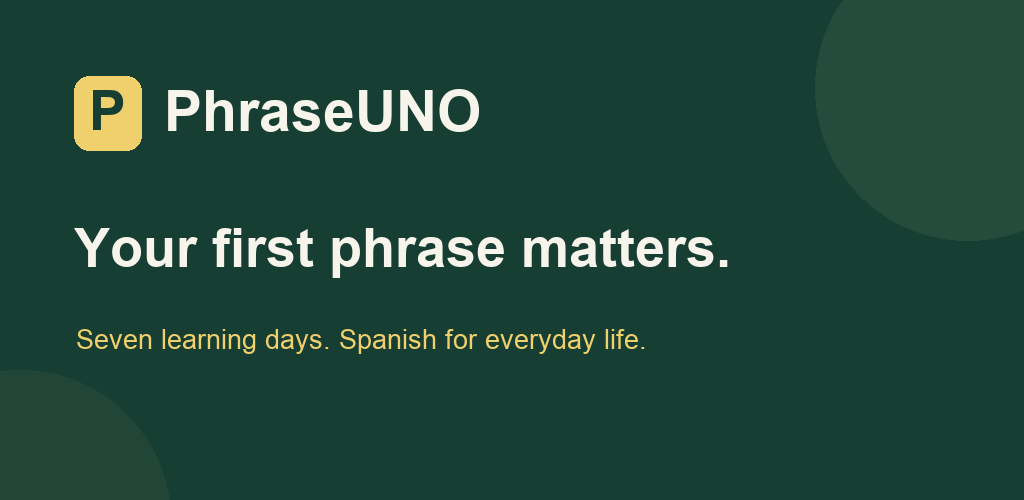 P PhraseUNO
Your first phrase matters.
Seven learning days. Spanish for everyday life.